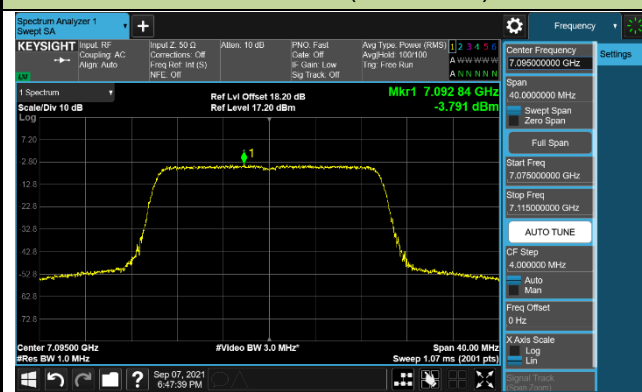 Spectrum Analyzer 1
Swept SA
Frequency
KEYSIGHT
Input: RF
Coupling: AC
Align: Auto
Input Z: 50 Ω
Corrections: Off
Freq Ref: Int (S)
NFE: Off
Atten: 10 dB
PNO: Fast
Gate: Off
IF Gain: Low
Sig Track: Off
Avg Type: Power (RMS)
Avg|Hold: 100/100
Trig: Free Run
1 2 3 4 5 6
A W W W W W
A N N N N N
LXI
1 Spectrum
Scale/Div 10 dB
Log
Ref Lvl Offset 18.20 dB
Ref Level 17.20 dBm
Mkr1 7.092 84 GHz
-3.791 dBm
1
7.20
2.80
-12.8
-22.8
-32.8
-42.8
-52.8
-62.8
-72.8
Center 7.09500 GHz
#Res BW 1.0 MHz
#Video BW 3.0 MHz*
Span 40.00 MHz
Sweep 1.07 ms (2001 pts)
Sep 07, 2021
6:47:39 PM
Center Frequency
7.095000000 GHz
Settings
Span
40.0000000 MHz
Swept Span
Zero Span
Full Span
Start Freq
7.075000000 GHz
Stop Freq
7.115000000 GHz
AUTO TUNE
CF Step
4.000000 MHz
Auto
Man
Freq Offset
0 Hz
X Axis Scale
Log
Lin
Signal Track
(Span Zoom)